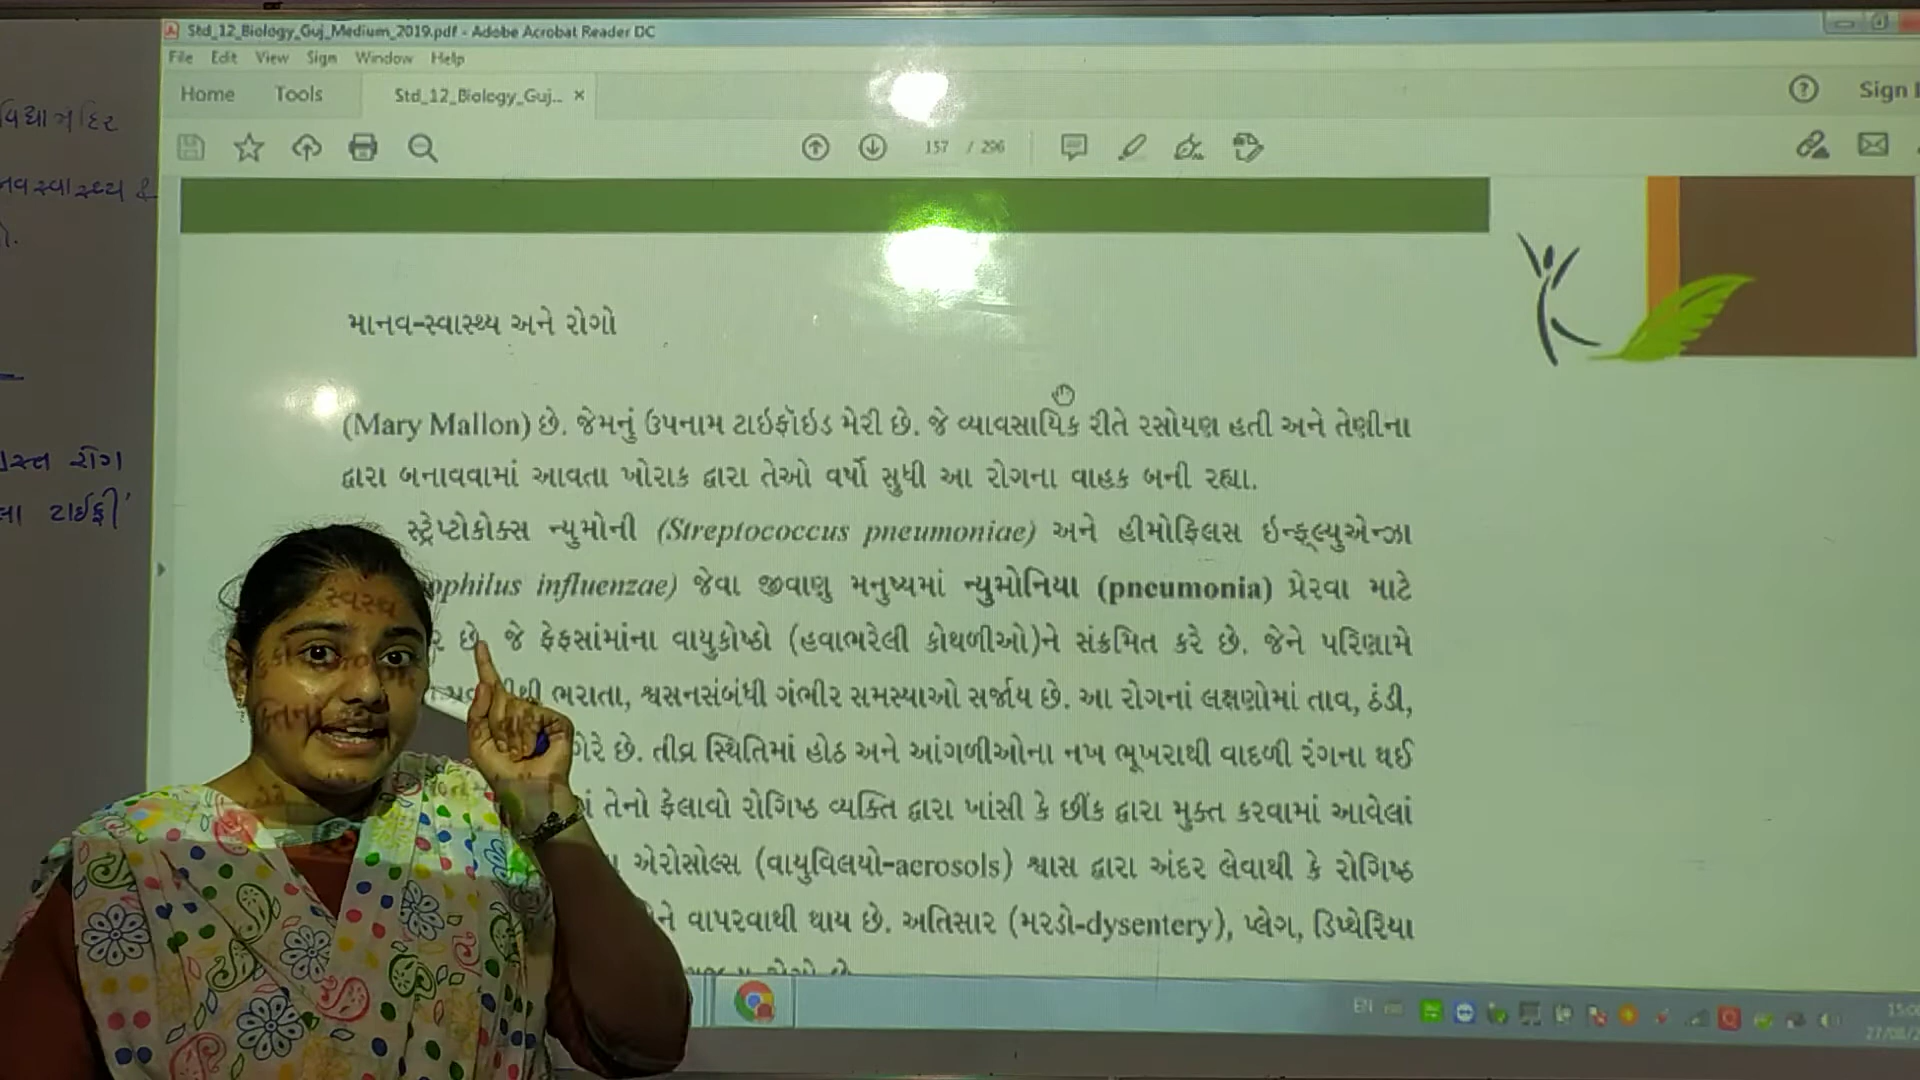 Std_12_Biology_Guj_Medium_2019.pdf - Adobe Acrobat Reader DC
File Edit View Sign Window Help
Home Tools Std_12_Biology_Guj... × Sign
157 / 296
વિદ્યામંદિર
નવ સ્વાસ્થ્ય &
રોગ
માનવ-સ્વાસ્થ્ય અને રોગો
(Mary Mallon) છે. જેમનું ઉપનામ ટાઇફૉઇડ મેરી છે. જે વ્યાવસાયિક રીતે રસોયણ હતી અને તેણીના
દ્વારા બનાવવામાં આવતા ખોરાક દ્વારા તેઓ વર્ષો સુધી આ રોગના વાહક બની રહ્યા.
સ્ટ્રેપ્ટોકોક્સ ન્યુમોની (Streptococcus pneumoniae) અને હીમોફિલસ ઇન્ફ્લ્યુએન્ઝા
ophilus influenzae) જેવા જીવાણુ મનુષ્યમાં ન્યુમોનિયા (pneumonia) પ્રેરવા માટે
છે. જે ફેફસાંમાંના વાયુકોષ્ઠો (હવાભરેલી કોથળીઓ)ને સંક્રમિત કરે છે. જેને પરિણામે
ભરાતા, શ્વસનસંબંધી ગંભીર સમસ્યાઓ સર્જાય છે. આ રોગનાં લક્ષણોમાં તાવ, ઠંડી,
છે. તીવ્ર સ્થિતિમાં હોઠ અને આંગળીઓના નખ ભૂખરાથી વાદળી રંગના થઈ
તેનો ફેલાવો રોગિષ્ઠ વ્યક્તિ દ્વારા ખાંસી કે છીંક દ્વારા મુક્ત કરવામાં આવેલાં
એરોસોલ્સ (વાયુવિલયો-aerosols) શ્વાસ દ્વારા અંદર લેવાથી કે રોગિષ્ઠ
ને વાપરવાથી થાય છે. અતિસાર (મરડો-dysentery), પ્લેગ, ડિપ્થેરિયા
EN